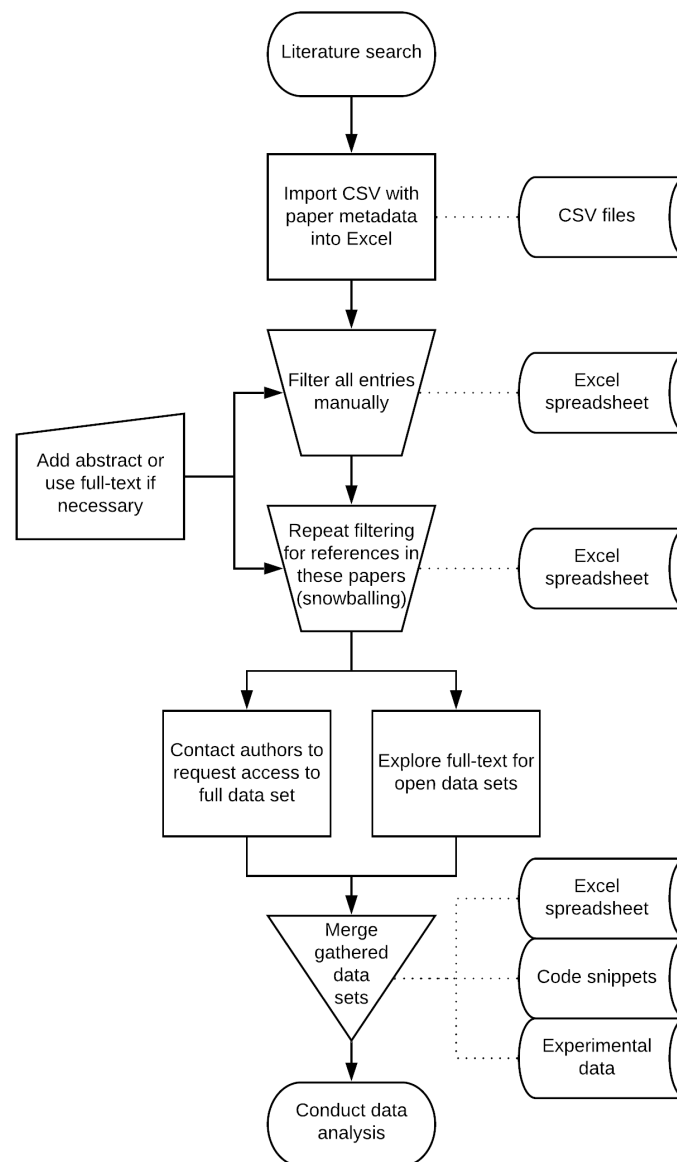 Literature search
Import CSV with
paper metadata
into Excel
CSV files
Filter all entries
manually
Excel
spreadsheet
Add abstract or
use full-text if
necessary
Repeat filtering
for references in
these papers
(snowballing)
Excel
spreadsheet
Contact authors to
request access to
full data set
Explore full-text for
open data sets
Merge
gathered
data
sets
Excel
spreadsheet
Code snippets
Experimental
data
Conduct data
analysis